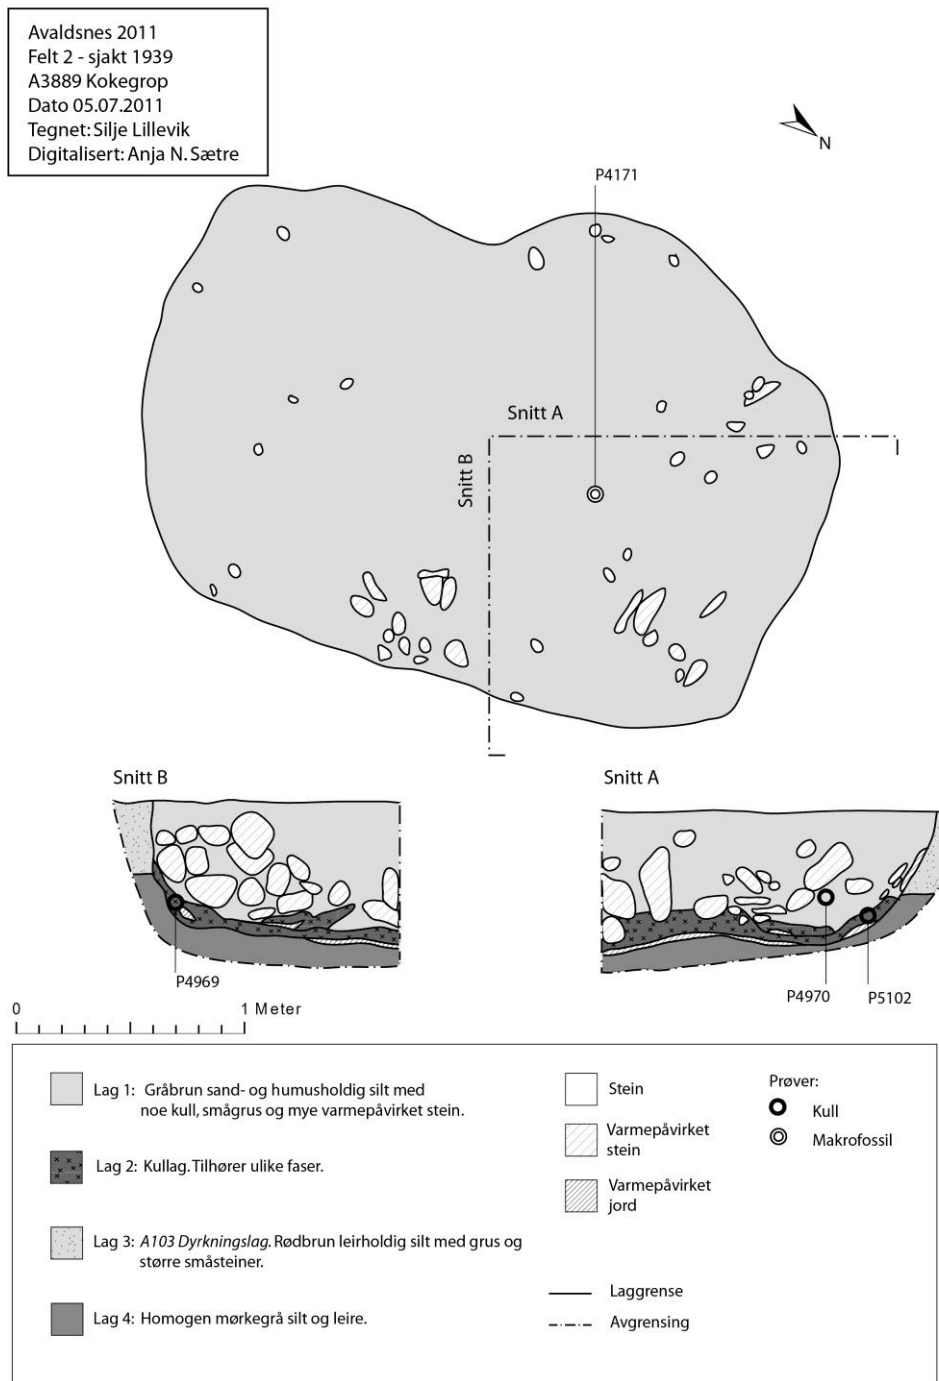 Avaldsnes 2011
Felt 2 - sjakt 1939
A3889 Kokegrop
Dato 05.07.2011
Tegnet: Silje Lillevik
Digitalisert: Anja N. Sætre
N
P4171
Snitt A
Snitt B
Snitt B
Snitt A
P4969
P4970
P5102
0 1 Meter
Lag 1: Gråbrun sand- og humusholdig silt med
noe kull, smågrus og mye varmepåvirket stein.
Lag 2: Kullag. Tilhører ulike faser.
Lag 3: A103 Dyrkningslag. Rødbrun leirholdig silt med grus og
større småsteiner.
Lag 4: Homogen mørkegrå silt og leire.
Stein
Varmepåvirket
stein
Varmepåvirket
jord
Laggrense
Avgrensing
Prøver:
Kull
Makrofossil